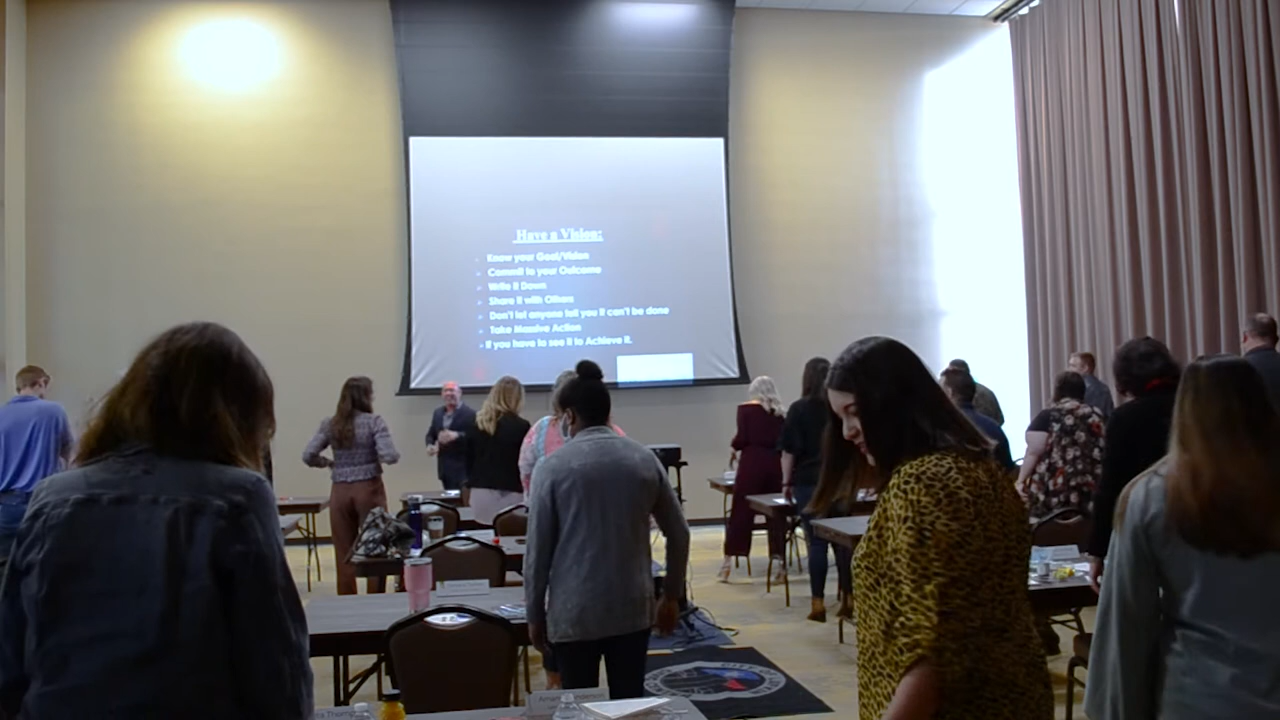 Have a Vision:
Know your Goal/Vision
Commit to your Outcome
Write it Down
Share it with Others
Don't let anyone tell you it can't be done
Take Massive Action
If you have to see it to Achieve it.
CITY